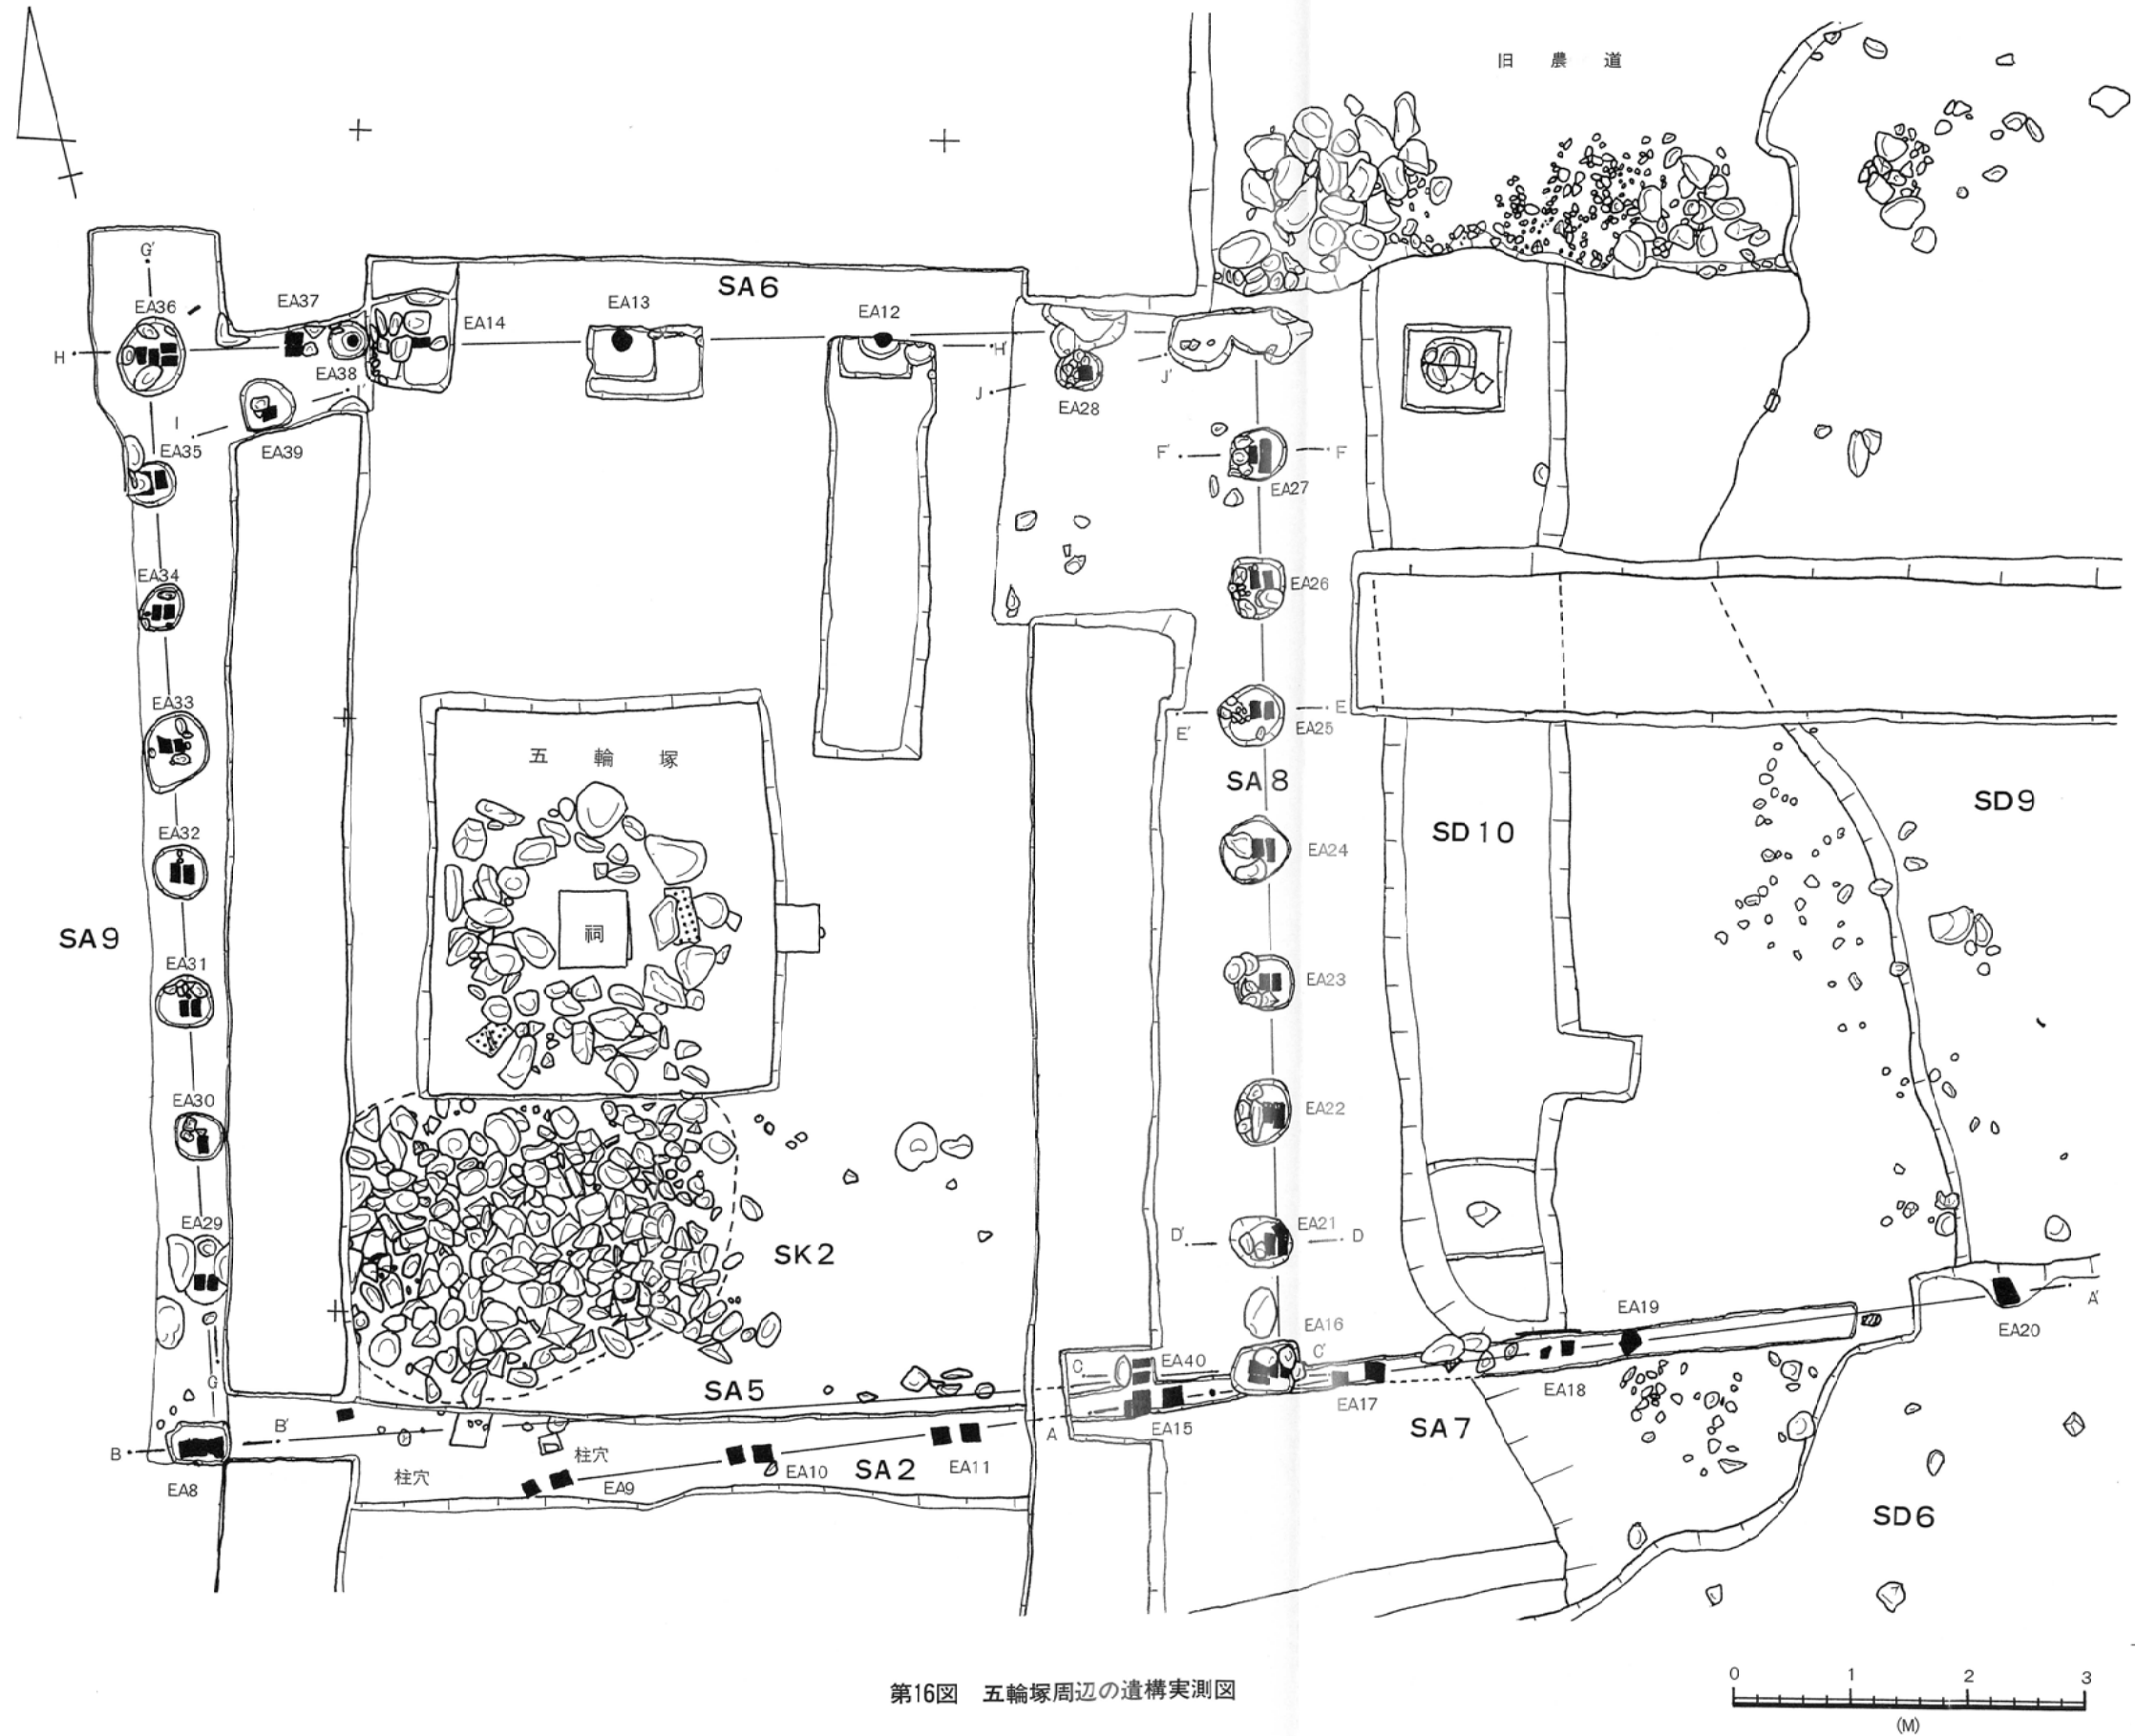 旧 農 道
G'
SA6
EA36
EA37
EA13
EA12
EA14
H
H'
EA38
J
J'
EA28
I
I'
EA35
EA39
F'
F
EA27
EA34
EA26
EA33
E'
E
EA25
五 輪 塚
SA8
SD9
EA32
SD10
EA24
祠
SA9
EA31
EA23
EA30
EA22
EA29
D'
D
EA21
SK2
A'
EA19
EA16
EA20
C
C'
EA40
G
SA5
EA18
EA17
B'
SA7
A
EA15
B
柱穴
柱穴
EA10
SA2
EA11
EA8
EA9
SD6
第16図 五輪塚周辺の遺構実測図
0 1 2 3
(M)